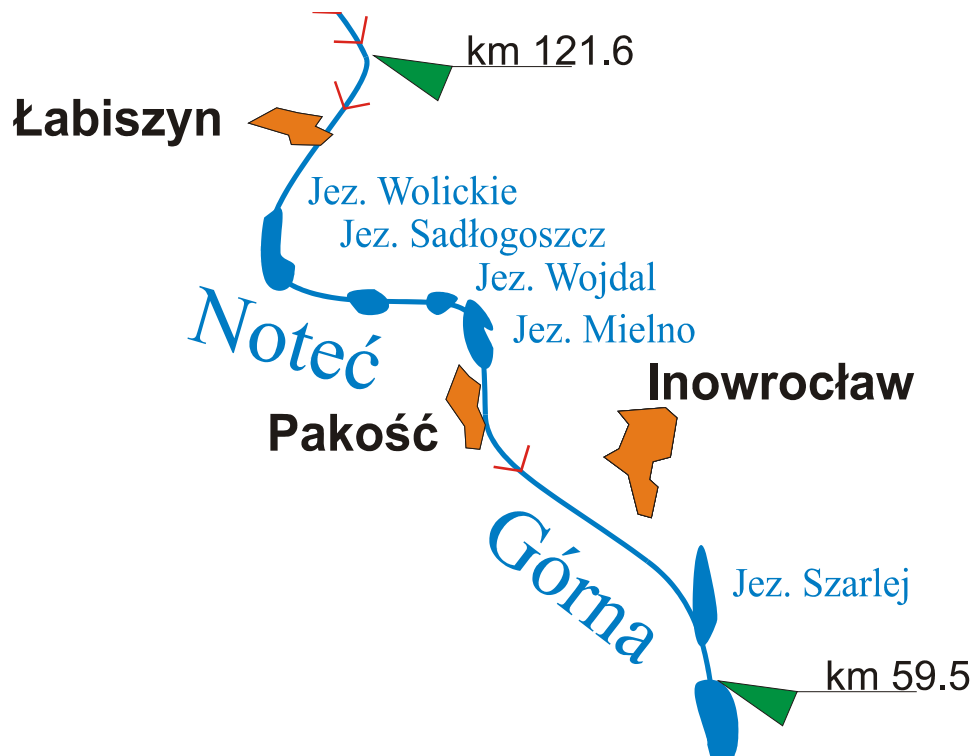 km 121.6
Łabiszyn
Jez. Wolickie
Jez. Sadłogoszcz
Jez. Wojdal
Noteć
Jez. Mielno
Inowrocław
Pakość
Górna
Jez. Szarlej
km 59.5